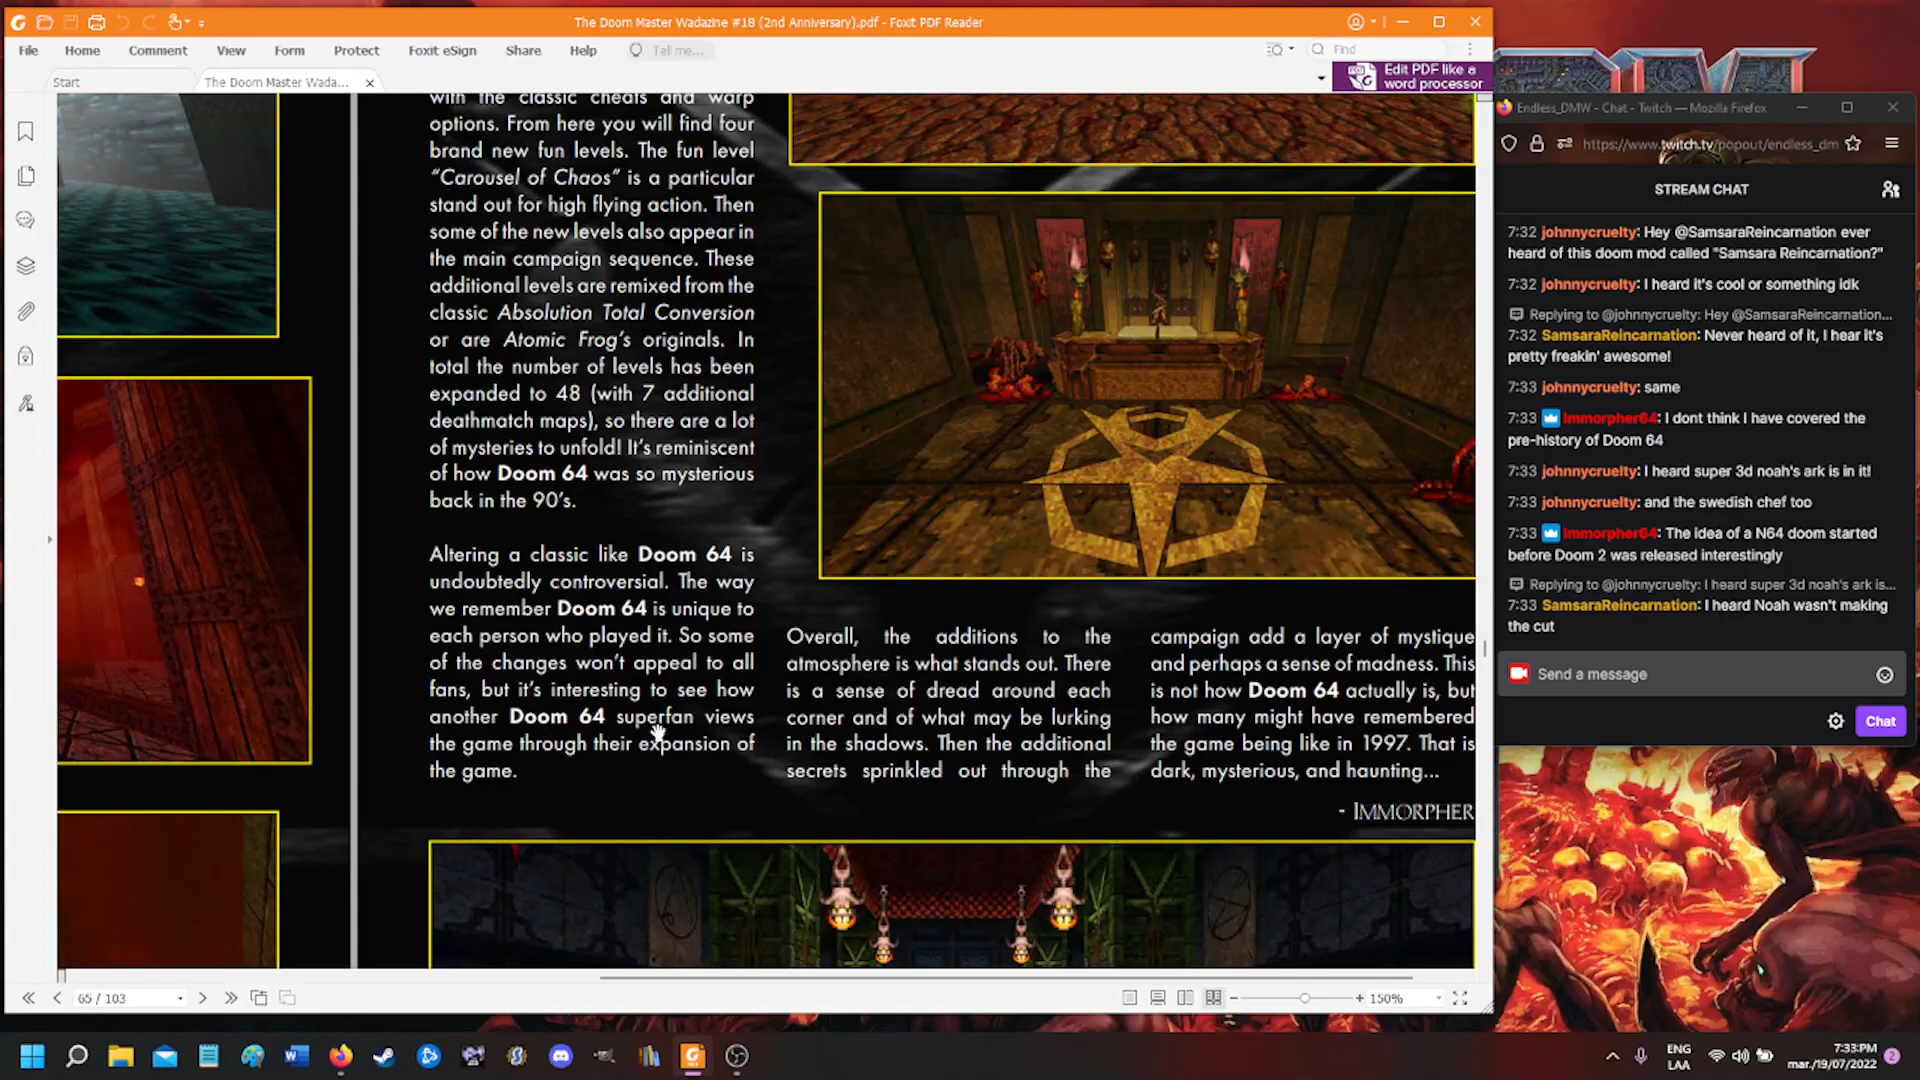 The Doom Master Wadazine #18 (2nd Anniversary).pdf - Foxit PDF Reader
File Home Comment View Form Protect Foxit eSign Share Help Tell me... Find
Start The Doom Master Wada...
Edit PDF like a
word processor
with the classic cheats and warp
options. From here you will find four
brand new fun levels. The fun level
“Carousel of Chaos” is a particular
stand out for high flying action. Then
some of the new levels also appear in
the main campaign sequence. These
additional levels are remixed from the
classic Absolution Total Conversion
or are Atomic Frog’s originals. In
total the number of levels has been
expanded to 48 (with 7 additional
deathmatch maps), so there are a lot
of mysteries to unfold! It’s reminiscent
of how Doom 64 was so mysterious
back in the 90’s.
Altering a classic like Doom 64 is
undoubtedly controversial. The way
we remember Doom 64 is unique to
each person who played it. So some
of the changes won’t appeal to all
fans, but it’s interesting to see how
another Doom 64 superfan views
the game through their expansion of
the game.
Overall, the additions to the
atmosphere is what stands out. There
is a sense of dread around each
corner and of what may be lurking
in the shadows. Then the additional
secrets sprinkled out through the
campaign add a layer of mystique
and perhaps a sense of madness. This
is not how Doom 64 actually is, but
how many might have remembered
the game being like in 1997. That is
dark, mysterious, and haunting...
- IMMORPHER
65 / 103
150%
Endless_DMW - Chat - Twitch — Mozilla Firefox
https://www.twitch.tv/popout/endless_dm
STREAM CHAT
7:32 johnnycruelty: Hey @SamsaraReincarnation ever
heard of this doom mod called "Samsara Reincarnation?"
7:32 johnnycruelty: I heard it's cool or something idk
Replying to @johnnycruelty: Hey @SamsaraReincarnation...
7:32 SamsaraReincarnation: Never heard of it, I hear it's
pretty freakin' awesome!
7:33 johnnycruelty: same
7:33 Immorpher64: I dont think I have covered the
pre-history of Doom 64
7:33 johnnycruelty: I heard super 3d noah's ark is in it!
7:33 johnnycruelty: and the swedish chef too
7:33 Immorpher64: The idea of a N64 doom started
before Doom 2 was released interestingly
Replying to @johnnycruelty: I heard super 3d noah's ark is...
7:33 SamsaraReincarnation: I heard Noah wasn't making
the cut
Send a message
Chat
ENG
LAA
7:33:PM
mar./19/07/2022
2